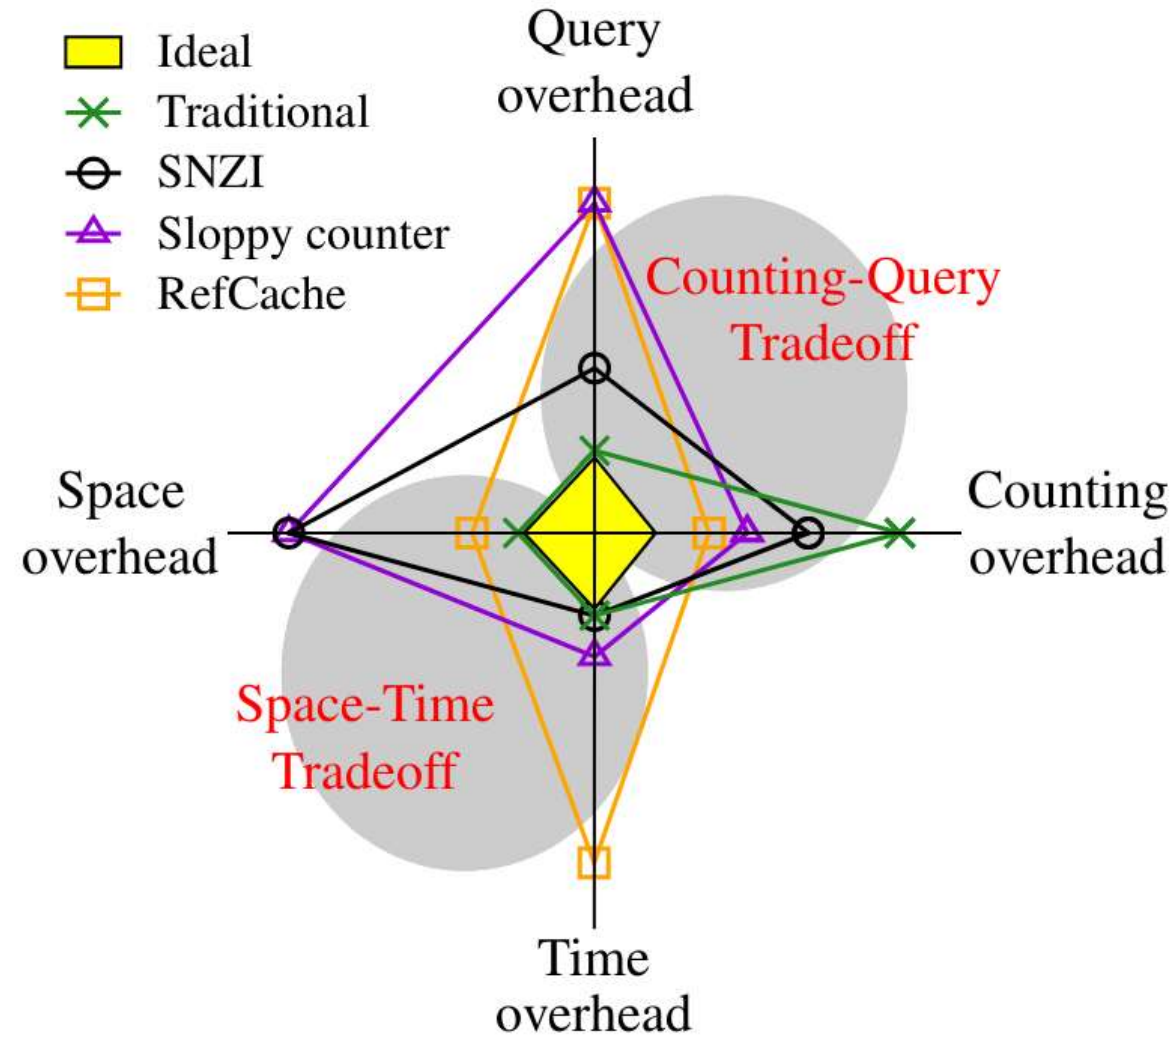 Ideal
Traditional
SNZI
Sloppy counter
RefCache
Query
overhead
Counting-Query
Tradeoff
Space
overhead
Counting
overhead
Space-Time
Tradeoff
Time
overhead